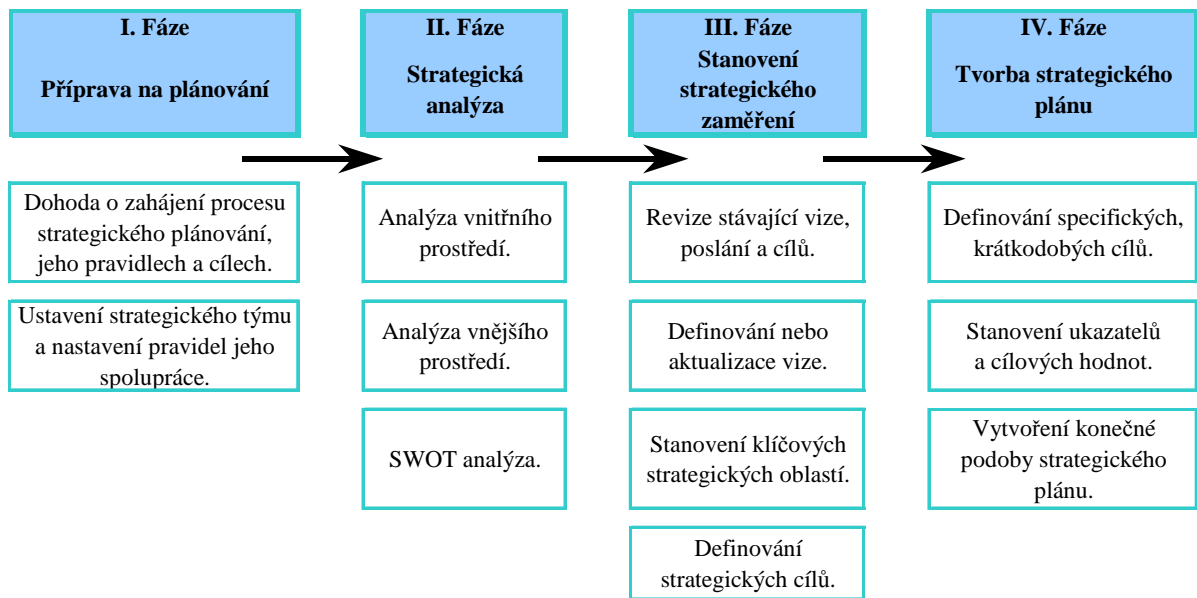 I. Fáze
Příprava na plánování
II. Fáze
Strategická
analýza
III. Fáze
Stanovení
strategického
zaměření
IV. Fáze
Tvorba strategického
plánu
Dohoda o zahájení procesu
strategického plánování,
jeho pravidlech a cílech.
Ustavení strategického týmu
a nastavení pravidel jeho
spolupráce.
Analýza vnitřního
prostředí.
Analýza vnějšího
prostředí.
SWOT analýza.
Revize stávající vize,
poslání a cílů.
Definování nebo
aktualizace vize.
Stanovení klíčových
strategických oblastí.
Definování
strategických cílů.
Definování specifických,
krátkodobých cílů.
Stanovení ukazatelů
a cílových hodnot.
Vytvoření konečné
podoby strategického
plánu.